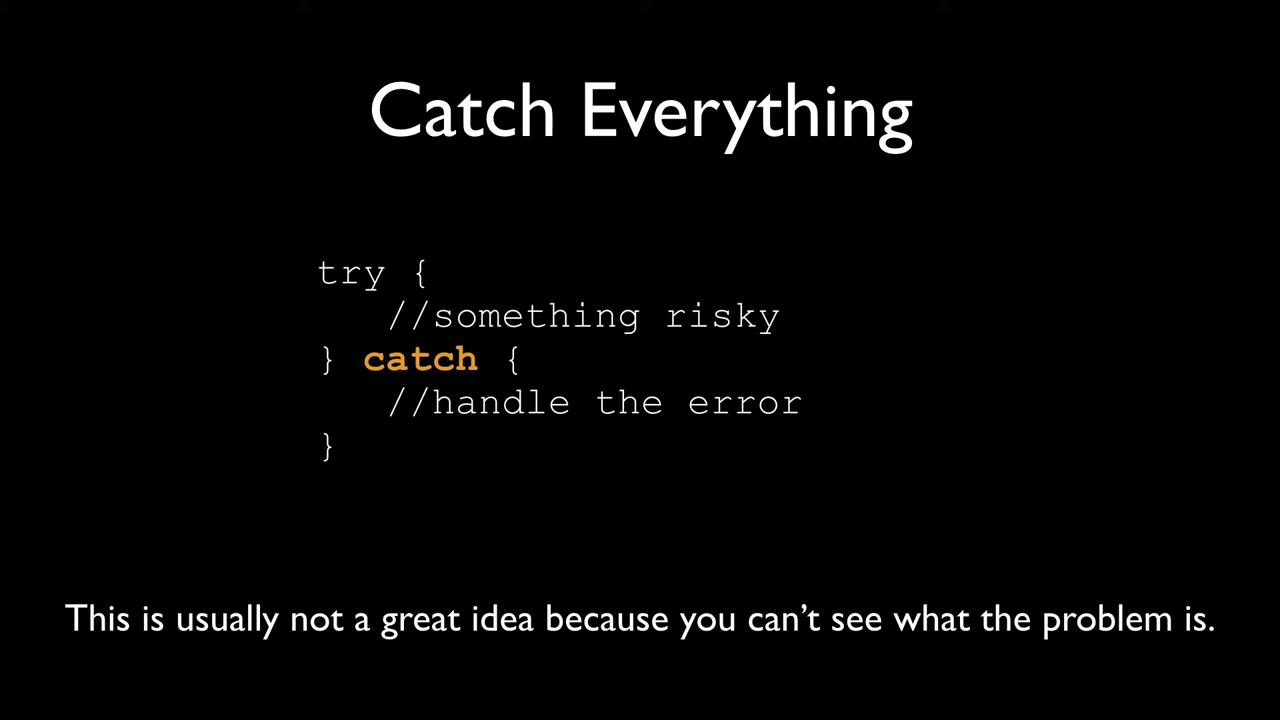 Catch Everything
try {
//something risky
} catch {
//handle the error
}
This is usually not a great idea because you can’t see what the problem is.